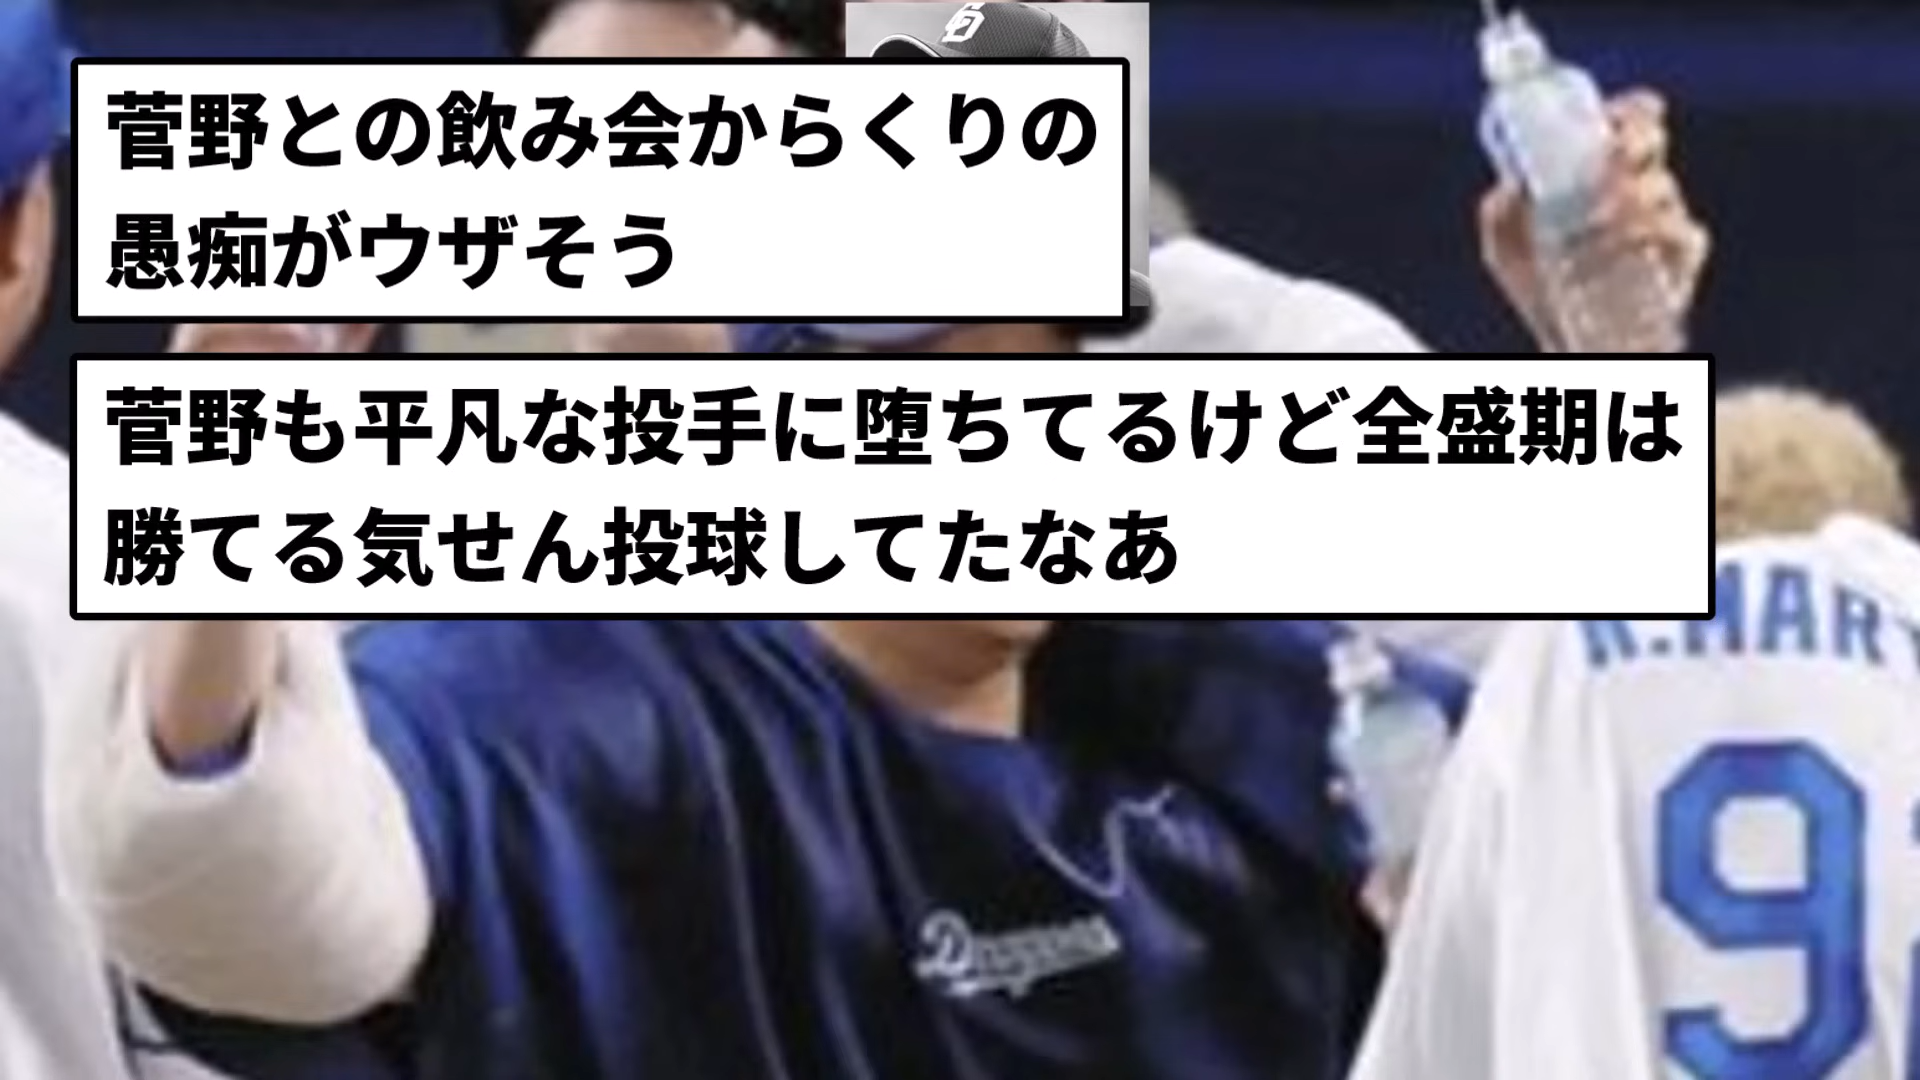 菅野との飲み会からくりの
愚痴がウザそう
菅野も平凡な投手に堕ちてるけど全盛期は
勝てる気せん投球してたなあ
Dragons
9